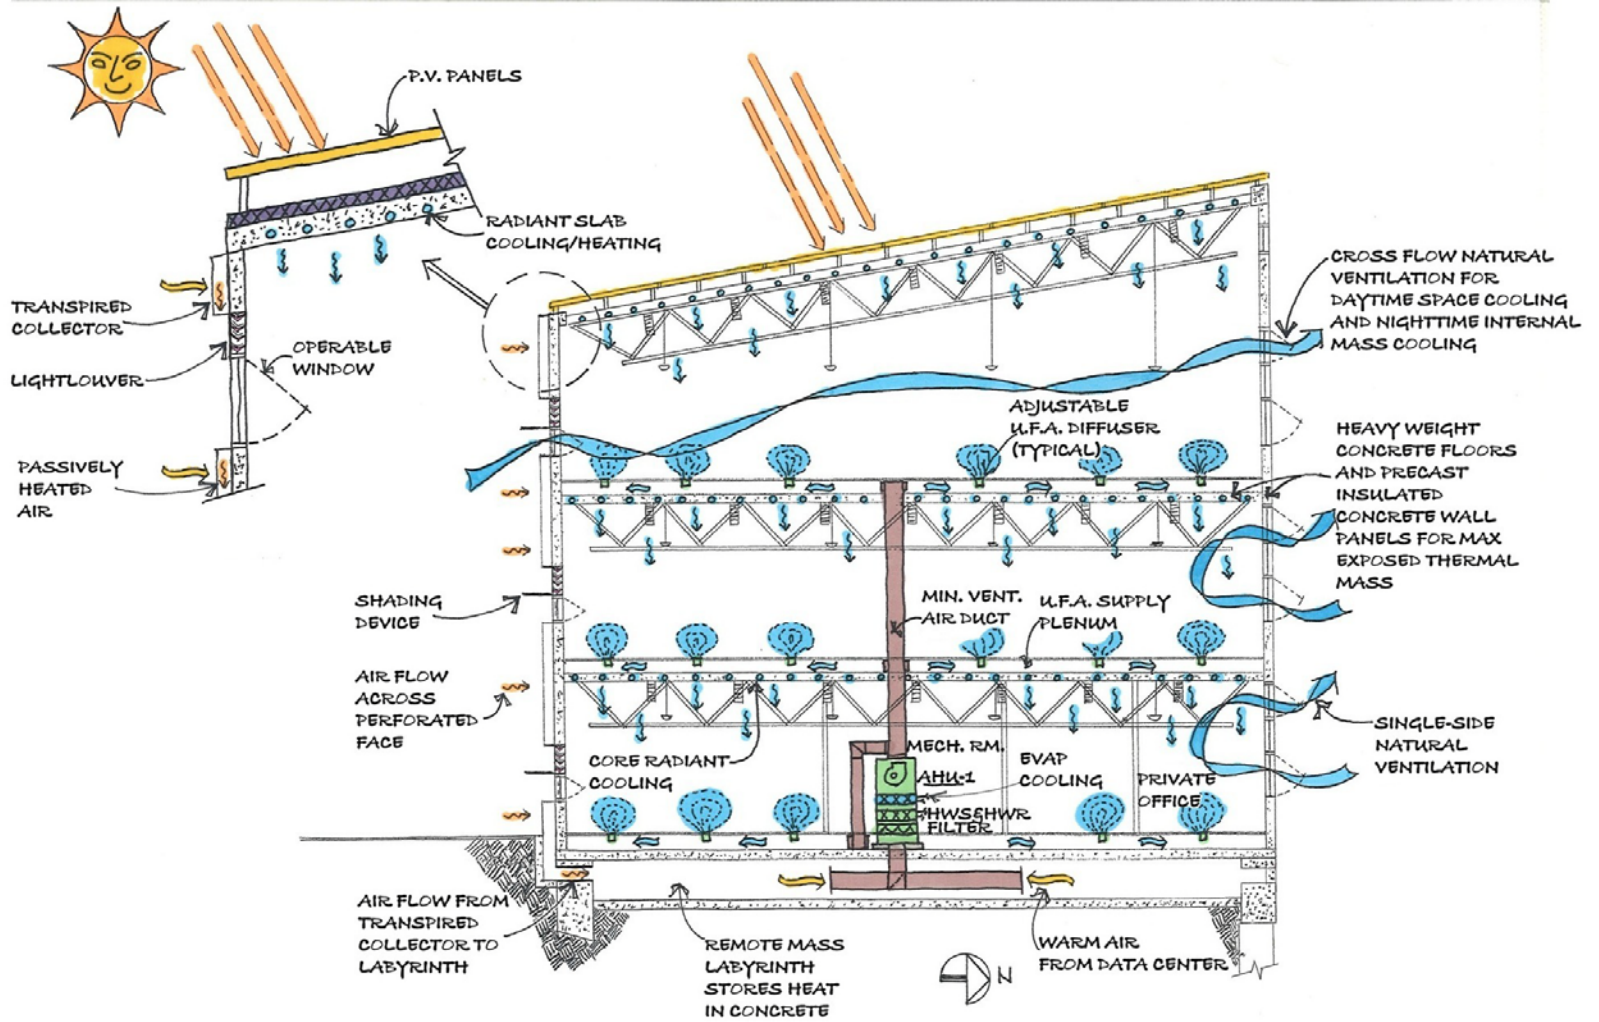 P.V. PANELS
RADIANT SLAB
COOLING/HEATING
TRANSPIRED
COLLECTOR
LIGHTLOUVER
OPERABLE
WINDOW
PASSIVELY
HEATED
AIR
CROSS FLOW NATURAL
VENTILATION FOR
DAYTIME SPACE COOLING
AND NIGHTTIME INTERNAL
MASS COOLING
ADJUSTABLE
U.F.A. DIFFUSER
(TYPICAL)
HEAVY WEIGHT
CONCRETE FLOORS
AND PRECAST
INSULATED
CONCRETE WALL
PANELS FOR MAX
EXPOSED THERMAL
MASS
SHADING
DEVICE
MIN. VENT.
AIR DUCT
U.F.A. SUPPLY
PLENUM
AIR FLOW
ACROSS
PERFORATED
FACE
CORE RADIANT
COOLING
MECH. RM.
AHU-1
EVAP
COOLING
HWS&HWR
FILTER
PRIVATE
OFFICE
SINGLE-SIDE
NATURAL
VENTILATION
AIR FLOW FROM
TRANSPIRED
COLLECTOR TO
LABYRINTH
REMOTE MASS
LABYRINTH
STORES HEAT
IN CONCRETE
WARM AIR
FROM DATA CENTER
N